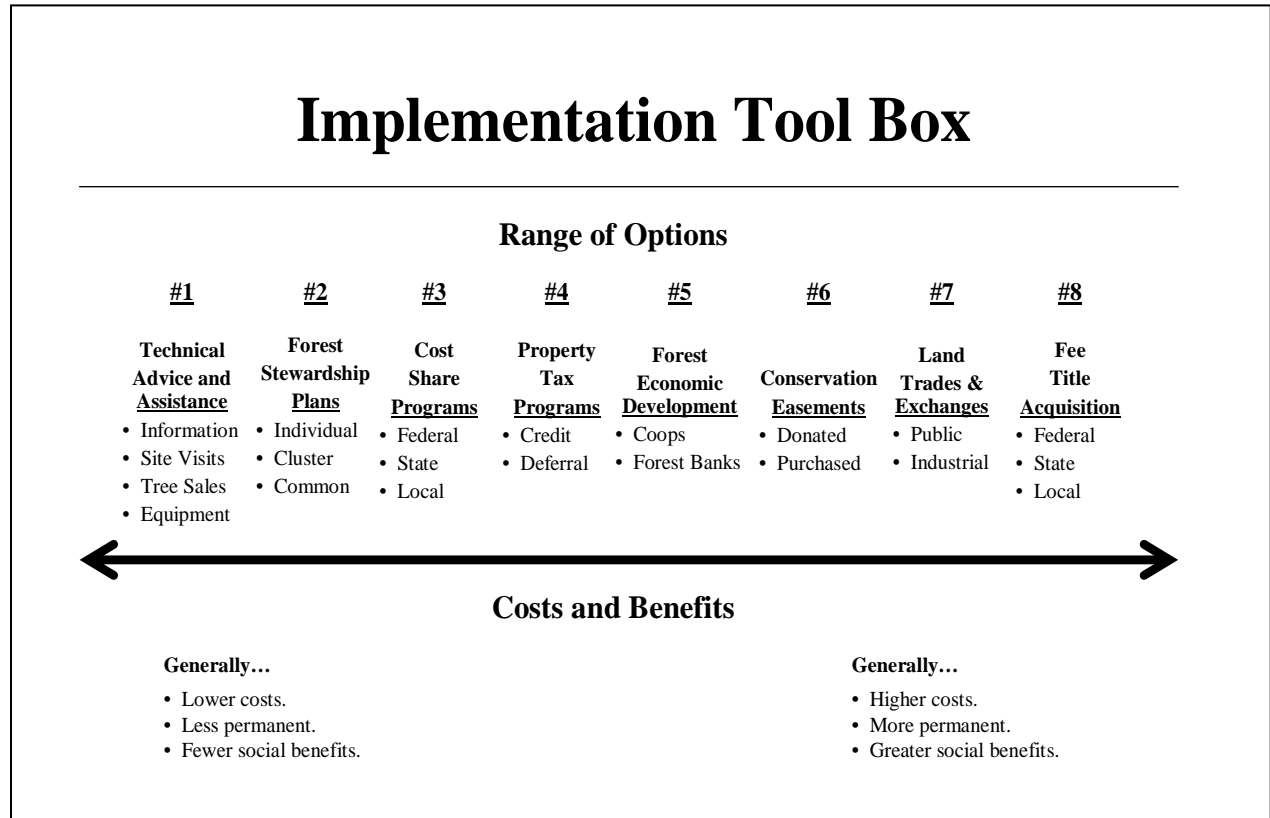 Implementation Tool Box
Range of Options
#1
Technical
Advice and
Assistance
• Information
• Site Visits
• Tree Sales
• Equipment
#2
Forest
Stewardship
Plans
• Individual
• Cluster
• Common
#3
Cost
Share
Programs
• Federal
• State
• Local
#4
Property
Tax
Programs
• Credit
• Deferral
#5
Forest
Economic
Development
• Coops
• Forest Banks
#6
Conservation
Easements
• Donated
• Purchased
#7
Land
Trades &
Exchanges
• Public
• Industrial
#8
Fee
Title
Acquisition
• Federal
• State
• Local
Costs and Benefits
Generally…
• Lower costs.
• Less permanent.
• Fewer social benefits.
Generally…
• Higher costs.
• More permanent.
• Greater social benefits.